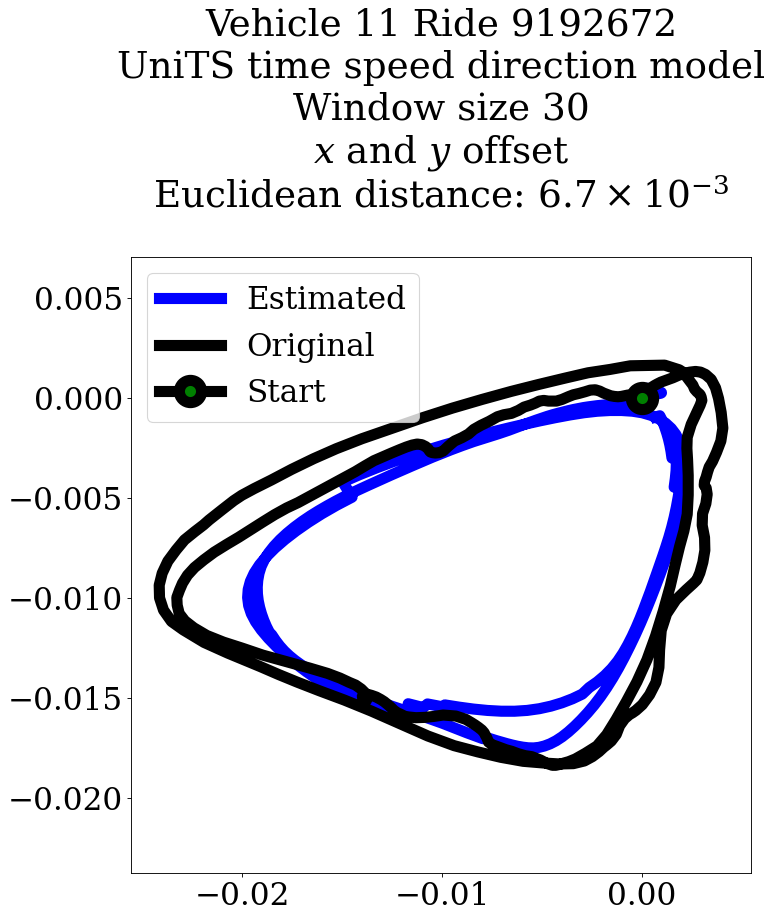 Vehicle 11 Ride 9192672
UniTS time speed direction model
Window size 30
x and y offset
Euclidean distance: 6.7 × 10⁻³
Estimated
Original
Start
0.005
0.000
−0.005
−0.010
−0.015
−0.020
−0.02 −0.01 0.00